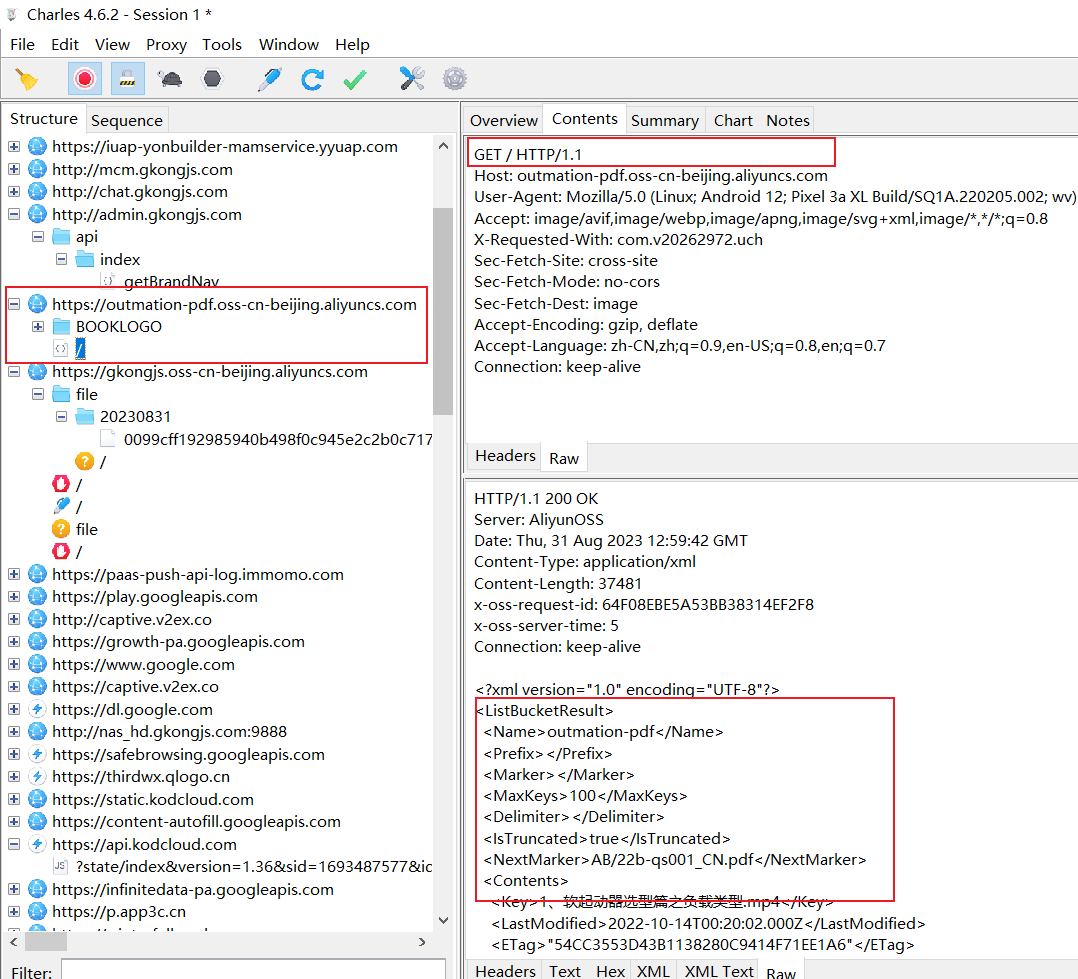 Charles 4.6.2 - Session 1 *
File Edit View Proxy Tools Window Help
Structure Sequence
https://iuap-yonbuilder-mamservice.yyuap.com
http://mcm.gkongjs.com
http://chat.gkongjs.com
http://admin.gkongjs.com
api
index
getBrandNav
https://outmation-pdf.oss-cn-beijing.aliyuncs.com
BOOKLOGO
/
https://gkongjs.oss-cn-beijing.aliyuncs.com
file
20230831
0099cff192985940b498f0c945e2c2b0c717
/
/
/
file
/
https://paas-push-api-log.immomo.com
https://play.googleapis.com
http://captive.v2ex.co
https://growth-pa.googleapis.com
https://www.google.com
https://captive.v2ex.co
https://dl.google.com
http://nas_hd.gkongjs.com:9888
https://safebrowsing.googleapis.com
https://thirdwx.qlogo.cn
https://static.kodcloud.com
https://content-autofill.googleapis.com
https://api.kodcloud.com
?state/index&version=1.36&sid=1693487577&ic
https://infinitedata-pa.googleapis.com
https://p.app3c.cn
Filter:
Overview Contents Summary Chart Notes
GET / HTTP/1.1
Host: outmation-pdf.oss-cn-beijing.aliyuncs.com
User-Agent: Mozilla/5.0 (Linux; Android 12; Pixel 3a XL Build/SQ1A.220205.002; wv)
Accept: image/avif,image/webp,image/apng,image/svg+xml,image/*,*/*;q=0.8
X-Requested-With: com.v20262972.uch
Sec-Fetch-Site: cross-site
Sec-Fetch-Mode: no-cors
Sec-Fetch-Dest: image
Accept-Encoding: gzip, deflate
Accept-Language: zh-CN,zh;q=0.9,en-US;q=0.8,en;q=0.7
Connection: keep-alive
Headers Raw
HTTP/1.1 200 OK
Server: AliyunOSS
Date: Thu, 31 Aug 2023 12:59:42 GMT
Content-Type: application/xml
Content-Length: 37481
x-oss-request-id: 64F08EBE5A53BB38314EF2F8
x-oss-server-time: 5
Connection: keep-alive
<?xml version="1.0" encoding="UTF-8"?>
<ListBucketResult>
<Name>outmation-pdf</Name>
<Prefix></Prefix>
<Marker></Marker>
<MaxKeys>100</MaxKeys>
<Delimiter></Delimiter>
<IsTruncated>true</IsTruncated>
<NextMarker>AB/22b-qs001_CN.pdf</NextMarker>
<Contents>
<Key>1、软起动器选型篇之负载类型.mp4</Key>
<LastModified>2022-10-14T00:20:02.000Z</LastModified>
<ETag>"54CC3553D43B1138280C9414F71EE1A6"</ETag>
Headers Text Hex XML XML Text Raw